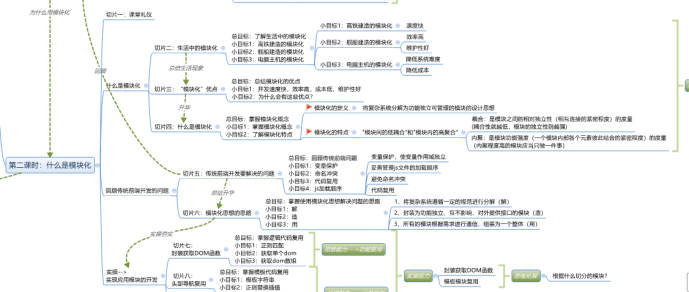 为什么用模块化
切片一：课堂礼仪
回顾
切片二：生活中的模块化
总目标：了解生活中的模块化
小目标1：高铁建造的模块化
小目标2：舰船建造的模块化
小目标3：电脑主机的模块化
小目标1：高铁建造的模块化
速度快
小目标2：舰船建造的模块化
效率高
维护性好
小目标3：电脑主机的模块化
降低系统难度
降低成本
总结生活现象
什么是模块化
切片三：“模块化”优点
总目标：总结模块化的优点
小目标1：开发速度快、效率高、成本低、维护性好
小目标2：为什么会有这些优点？
升华
切片四：什么是模块化
总目标：掌握模块化概念
小目标1：掌握模块化概念
小目标2：了解模块化特点
模块化的定义
将复杂系统分解为功能独立可管理的模块的设计思想
模块化的特点
“模块间的低耦合”和“模块内的高聚合”
耦合：是模块之间的相对独立性（相互连接的紧密程度）的度量
（耦合性就越低，模块的独立性则越强）
内聚：是模块功能强度（一个模块内部各个元素彼此结合的紧密程度）的度量
（内聚程度高的模块应当只做一件事）
第二课时：什么是模块化
回顾传统前端开发的问题
切片五：传统前端开发要解决的问题
总目标：回顾传统前端问题
小目标1：变量保护
小目标2：命名冲突
小目标3：代码复用
小目标4：js加载顺序
变量保护，使变量作用域独立
妥善管理js文件的加载顺序
避免命名冲突
代码复用
总结升华
切片六：模块化思想的思路
总目标：掌握使用模块化思想解决问题的思路
小目标1：解
小目标2：造
小目标3：用
1、将复杂系统遵循一定的规范进行分解（解）
2、封装为功能独立、互不影响、对外提供接口的模块（造）
3、所有的模块根据需求进行通信，组装为一个整体（用）
实操夯实
实操-->
实现应用模块的开发
切片七：
封装获取DOM函数
总目标：掌握逻辑代码复用
小目标1：正则匹配
小目标2：获取单个dom
小目标3：获取dom数组
切片八：
头部导航复用
总目标：掌握模板代码复用
小目标1：模板字符串
小目标2：正则替换插值
封装获取DOM函数
模板模块复用
根据什么切分的模块？